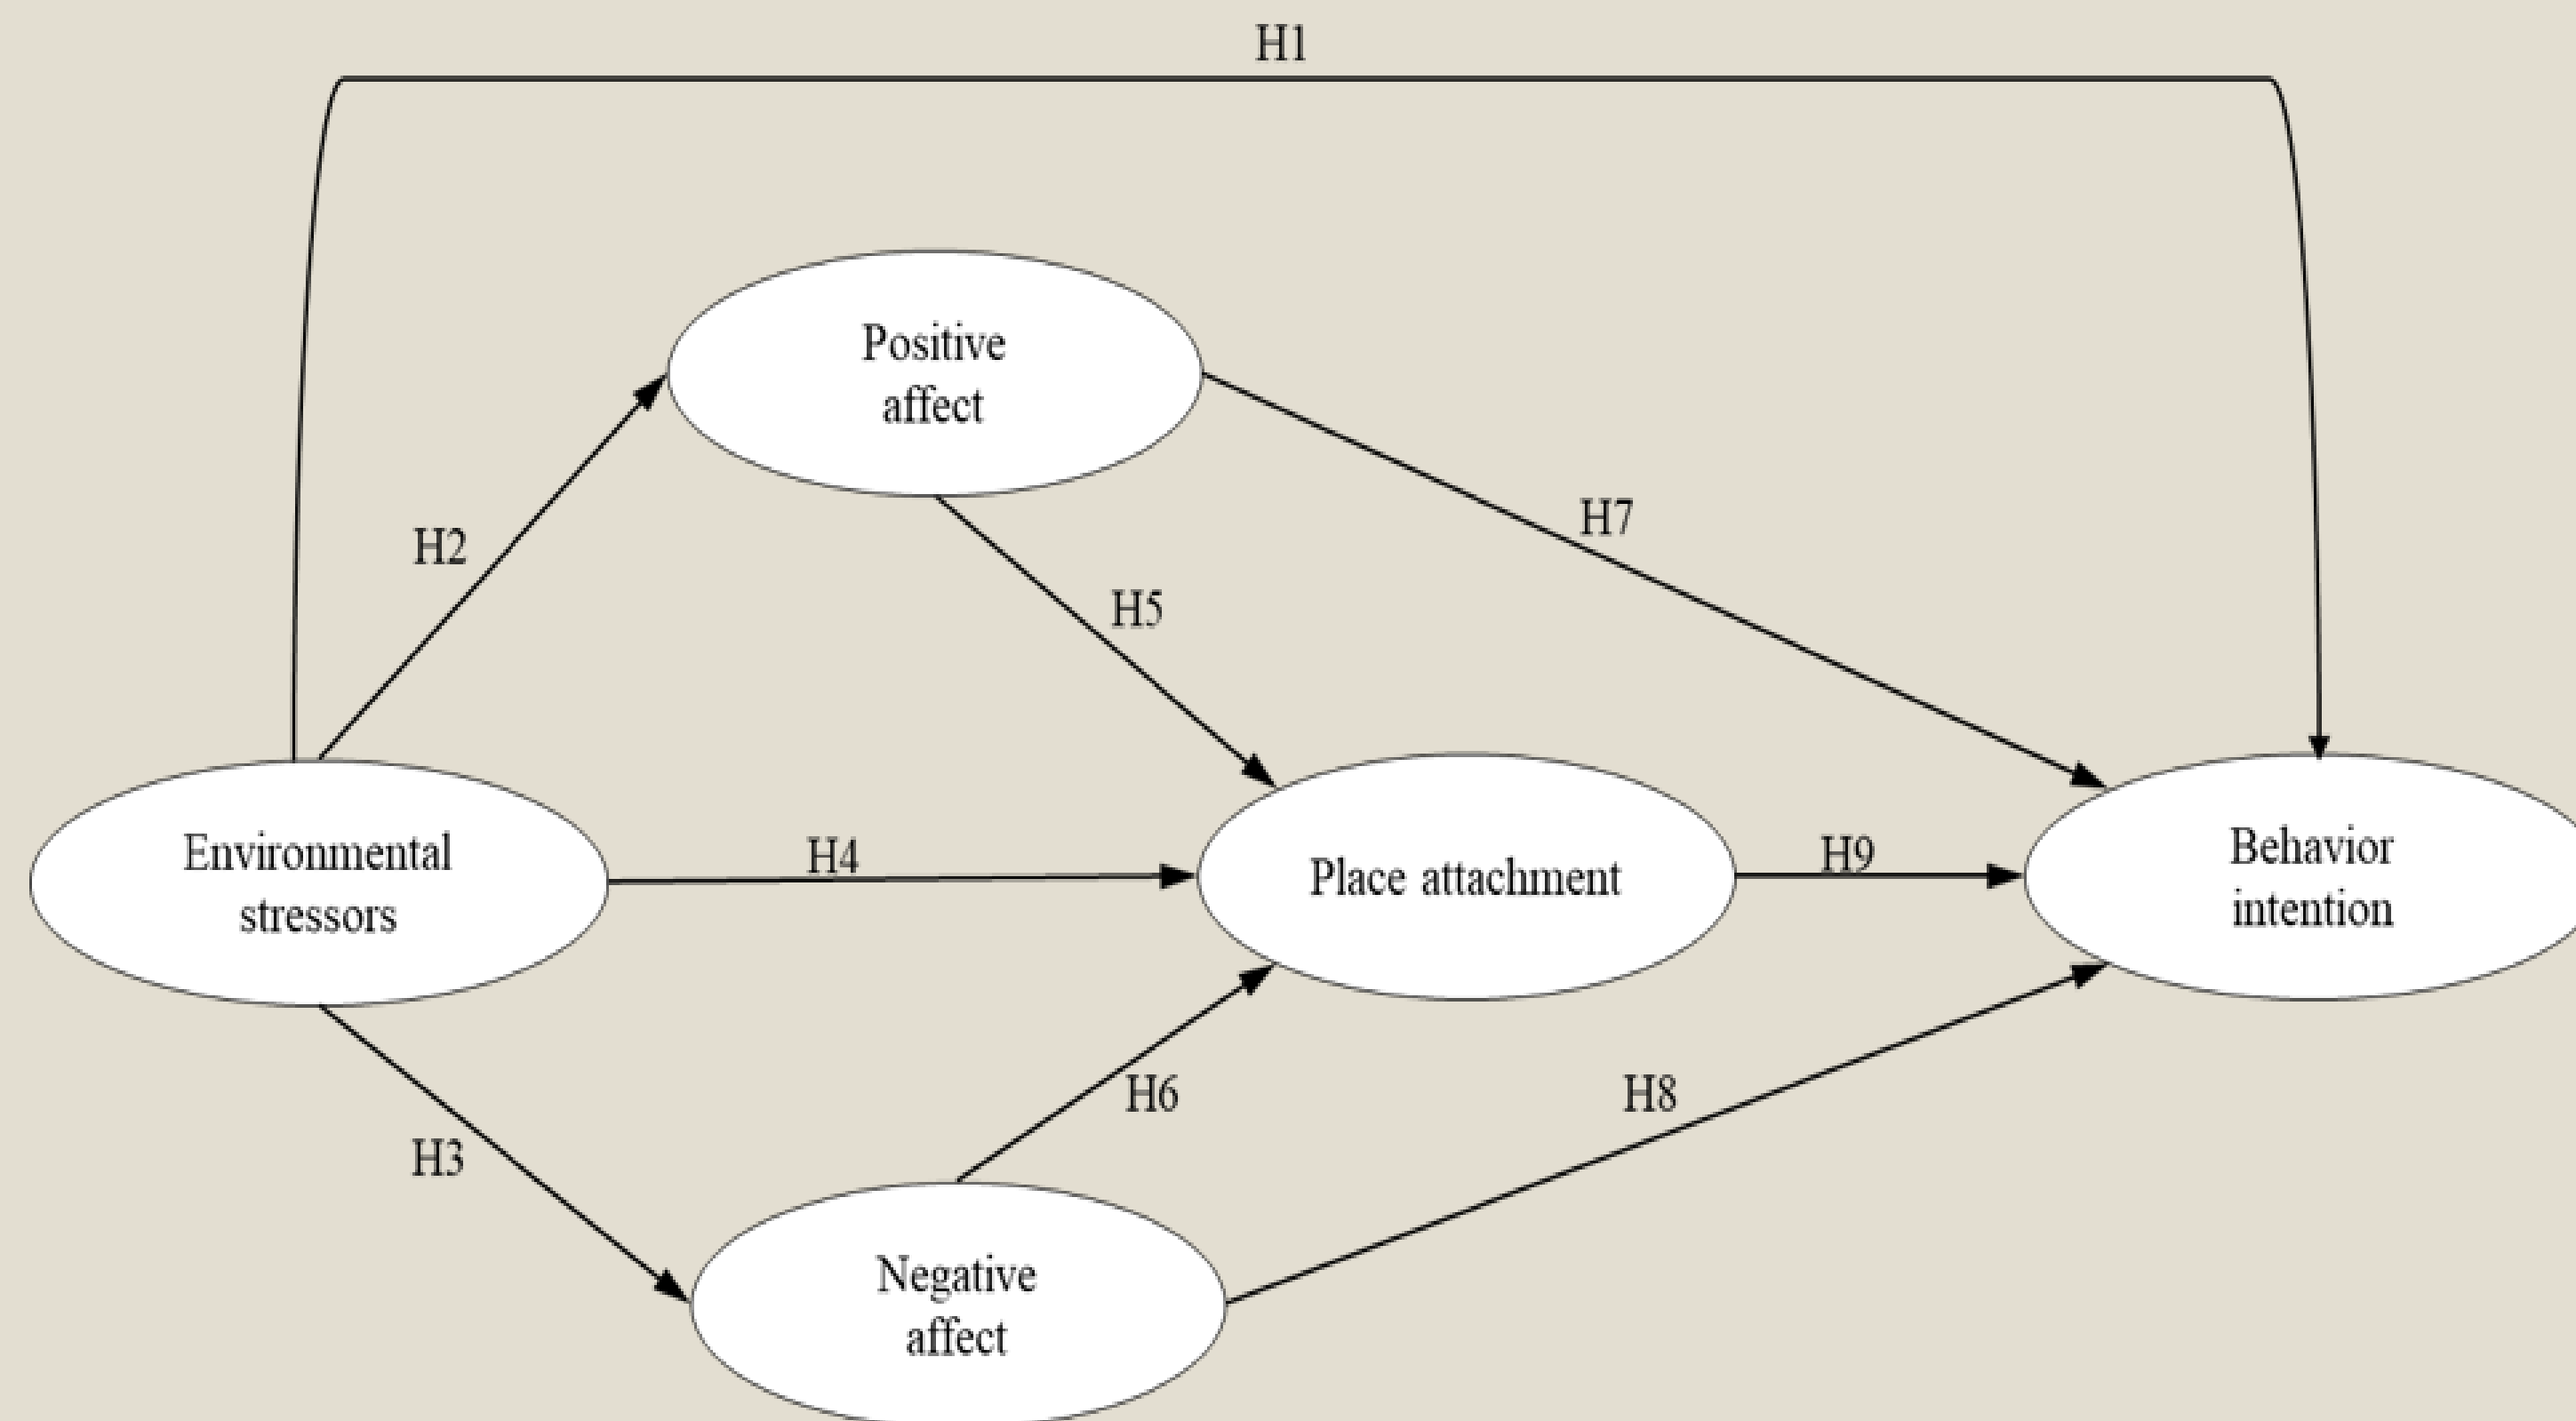 H1
Positive
affect
H2
H7
H5
Environmental
stressors
H4
Place attachment
H9
Behavior
intention
H6
H8
H3
Negative
affect